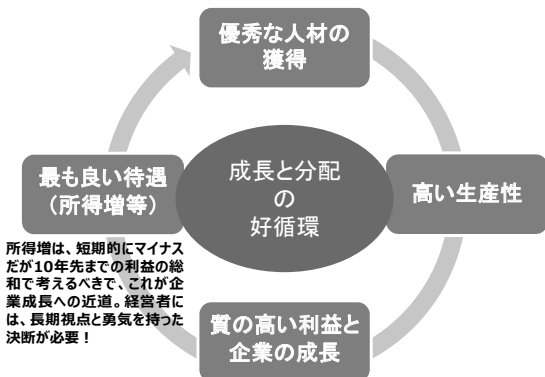 優秀な人材の
獲得
成長と分配
の
好循環
高い生産性
最も良い待遇
（所得増等）
所得増は、短期的にマイナス
だが10年先までの利益の総
和で考えるべきで、これが企
業成長への近道。経営者に
は、長期視点と勇気を持った
決断が必要！
質の高い利益と
企業の成長